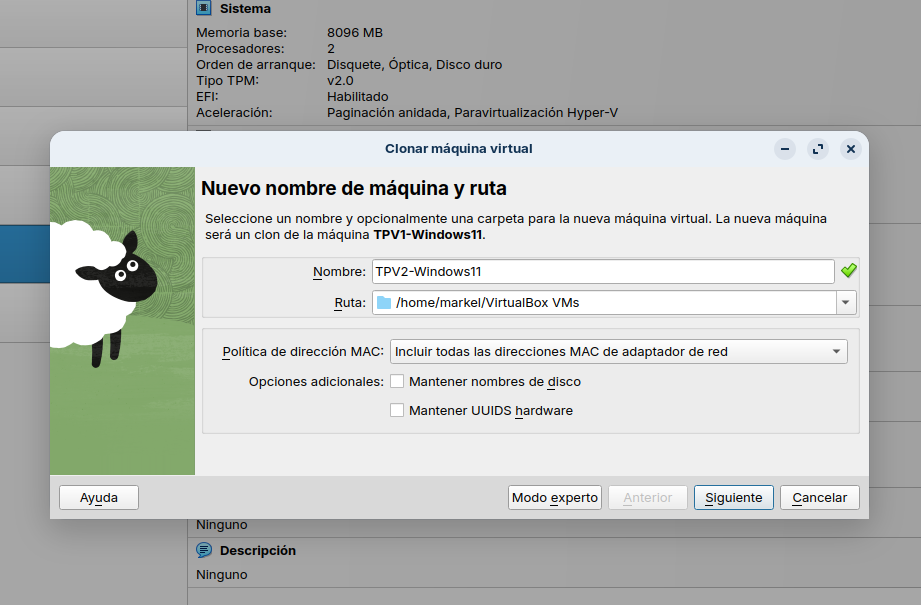 Sistema
Memoria base: 8096 MB
Procesadores: 2
Orden de arranque: Disquete, Óptica, Disco duro
Tipo TPM: v2.0
EFI: Habilitado
Aceleración: Paginación anidada, Paravirtualización Hyper-V
Clonar máquina virtual
Nuevo nombre de máquina y ruta
Seleccione un nombre y opcionalmente una carpeta para la nueva máquina virtual. La nueva máquina
será un clon de la máquina TPV1-Windows11.
Nombre: TPV2-Windows11
Ruta: /home/markel/VirtualBox VMs
Política de dirección MAC: Incluir todas las direcciones MAC de adaptador de red
Opciones adicionales: Mantener nombres de disco
Mantener UUIDS hardware
Ayuda Modo experto Anterior Siguiente Cancelar
Ninguno
Descripción
Ninguno